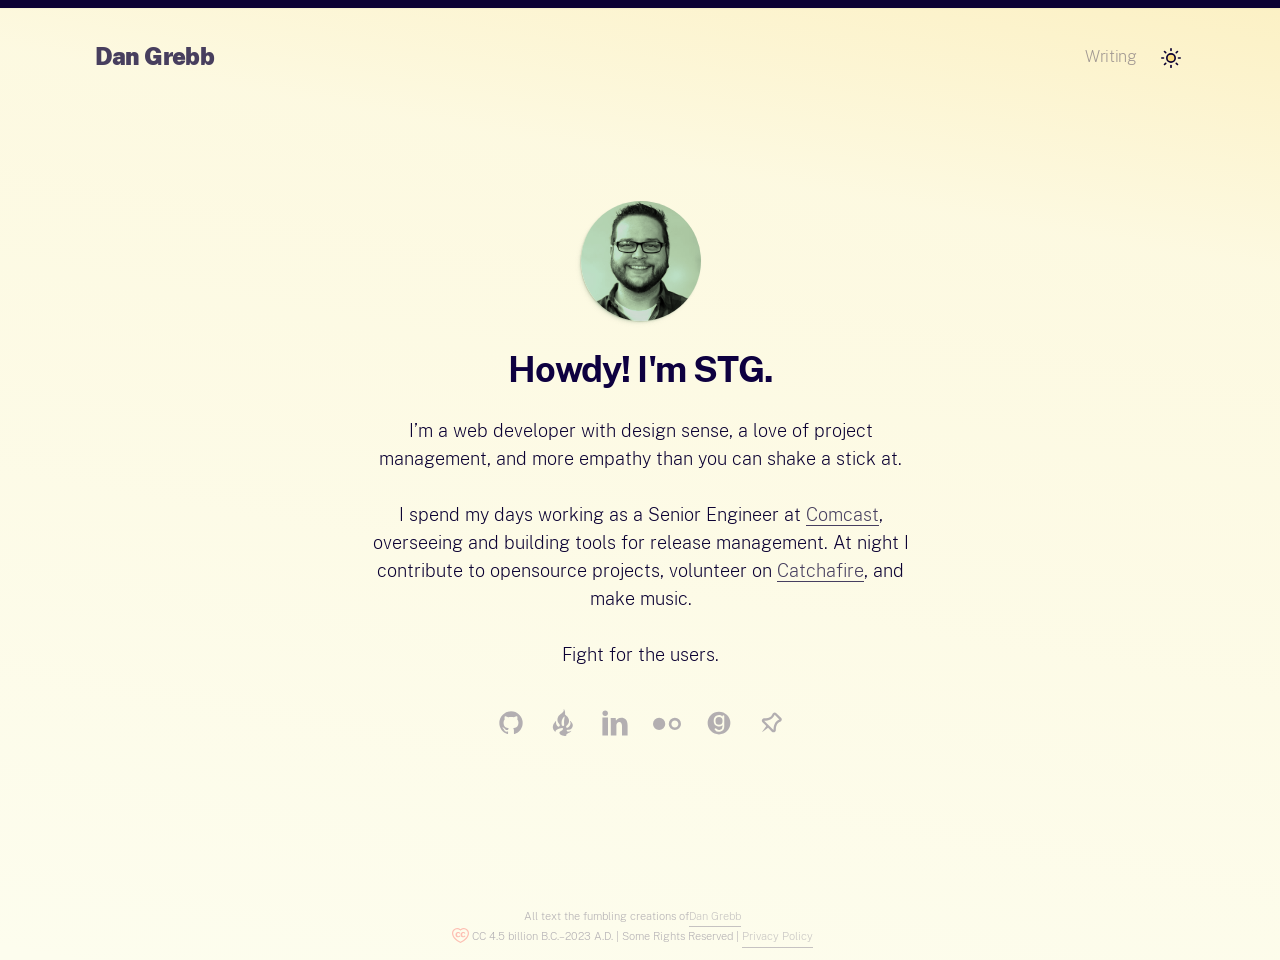 Dan Grebb
Writing
Howdy! I'm STG.
I’m a web developer with design sense, a love of project
management, and more empathy than you can shake a stick at.
I spend my days working as a Senior Engineer at Comcast,
overseeing and building tools for release management. At night I
contribute to opensource projects, volunteer on Catchafire, and
make music.
Fight for the users.
All text the fumbling creations ofDan Grebb
CC 4.5 billion B.C.–2023 A.D. | Some Rights Reserved | Privacy Policy